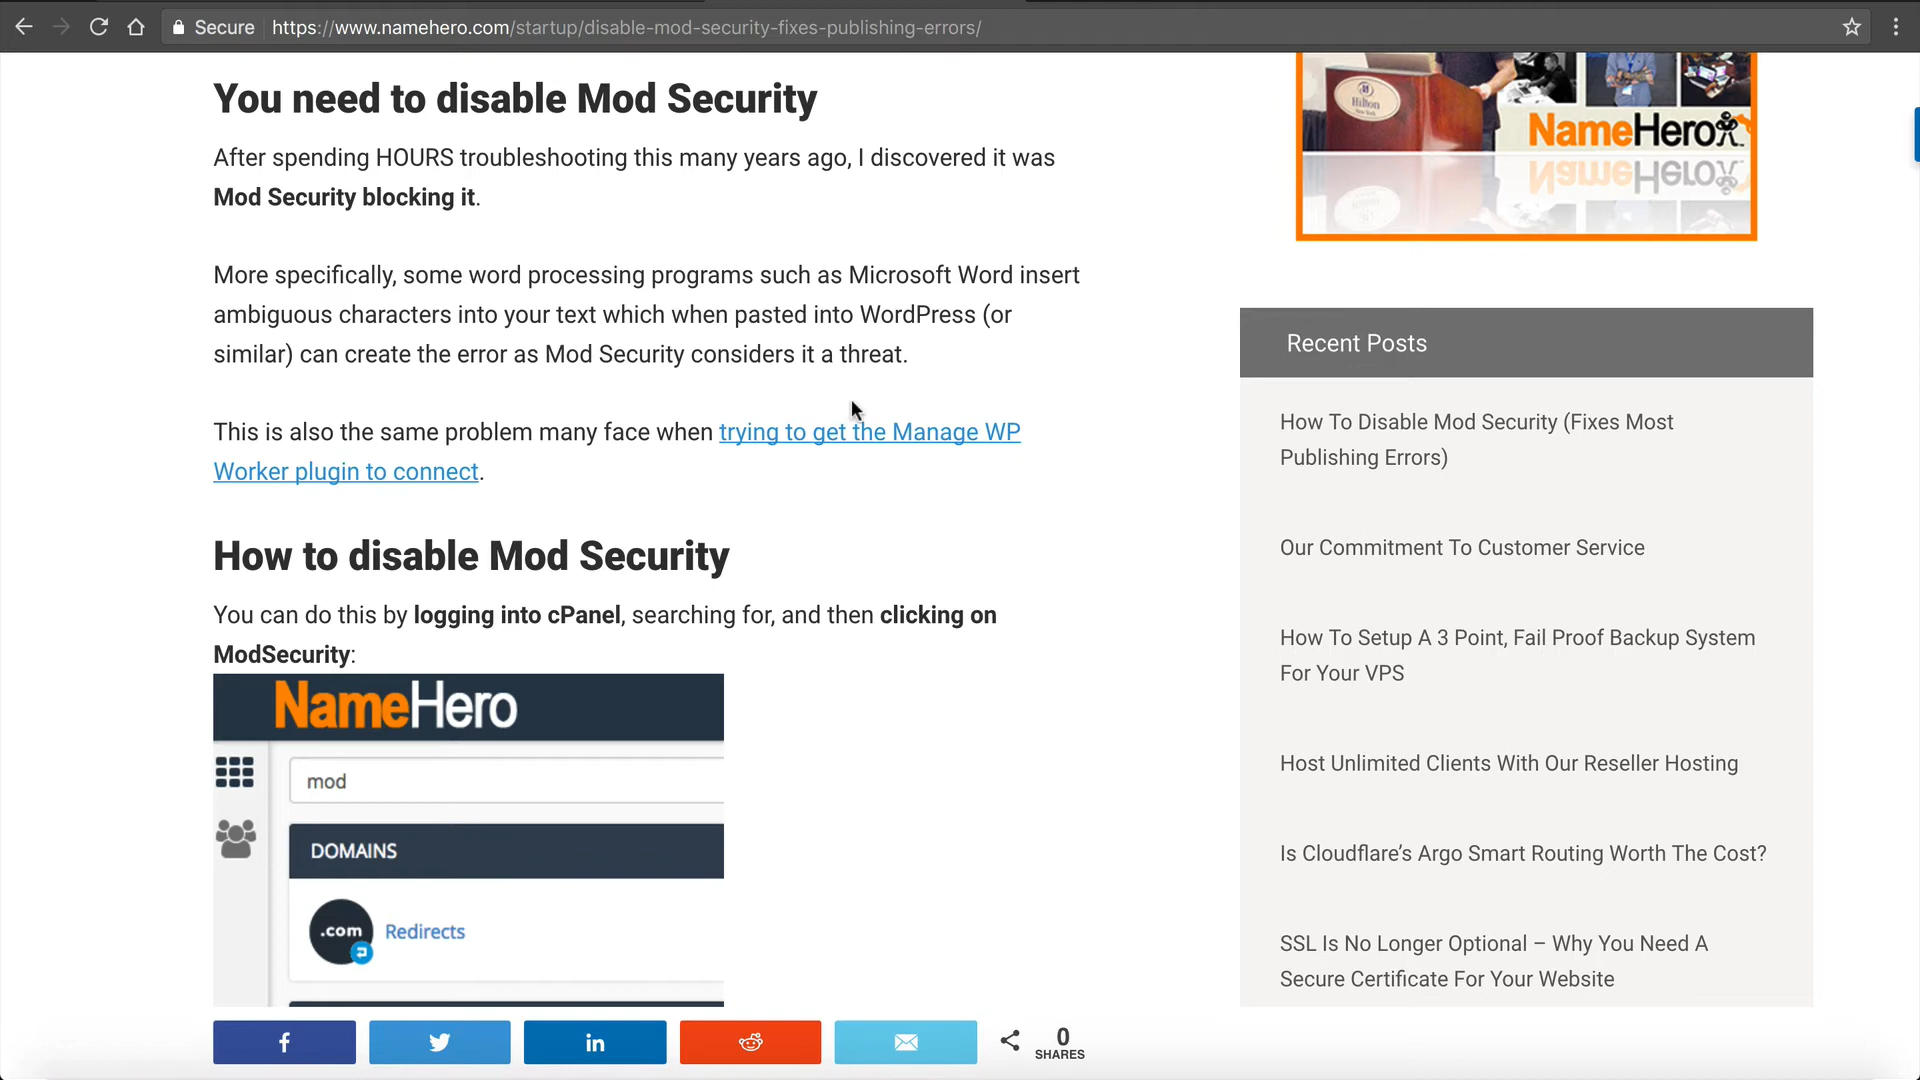 Secure https://www.namehero.com/startup/disable-mod-security-fixes-publishing-errors/
You need to disable Mod Security
After spending HOURS troubleshooting this many years ago, I discovered it was
Mod Security blocking it.
More specifically, some word processing programs such as Microsoft Word insert
ambiguous characters into your text which when pasted into WordPress (or
similar) can create the error as Mod Security considers it a threat.
This is also the same problem many face when trying to get the Manage WP
Worker plugin to connect.
How to disable Mod Security
You can do this by logging into cPanel, searching for, and then clicking on
ModSecurity:
NameHero
mod
DOMAINS
.com
Redirects
f
in
0
SHARES
Hilton
NameHero
Recent Posts
How To Disable Mod Security (Fixes Most
Publishing Errors)
Our Commitment To Customer Service
How To Setup A 3 Point, Fail Proof Backup System
For Your VPS
Host Unlimited Clients With Our Reseller Hosting
Is Cloudflare’s Argo Smart Routing Worth The Cost?
SSL Is No Longer Optional – Why You Need A
Secure Certificate For Your Website